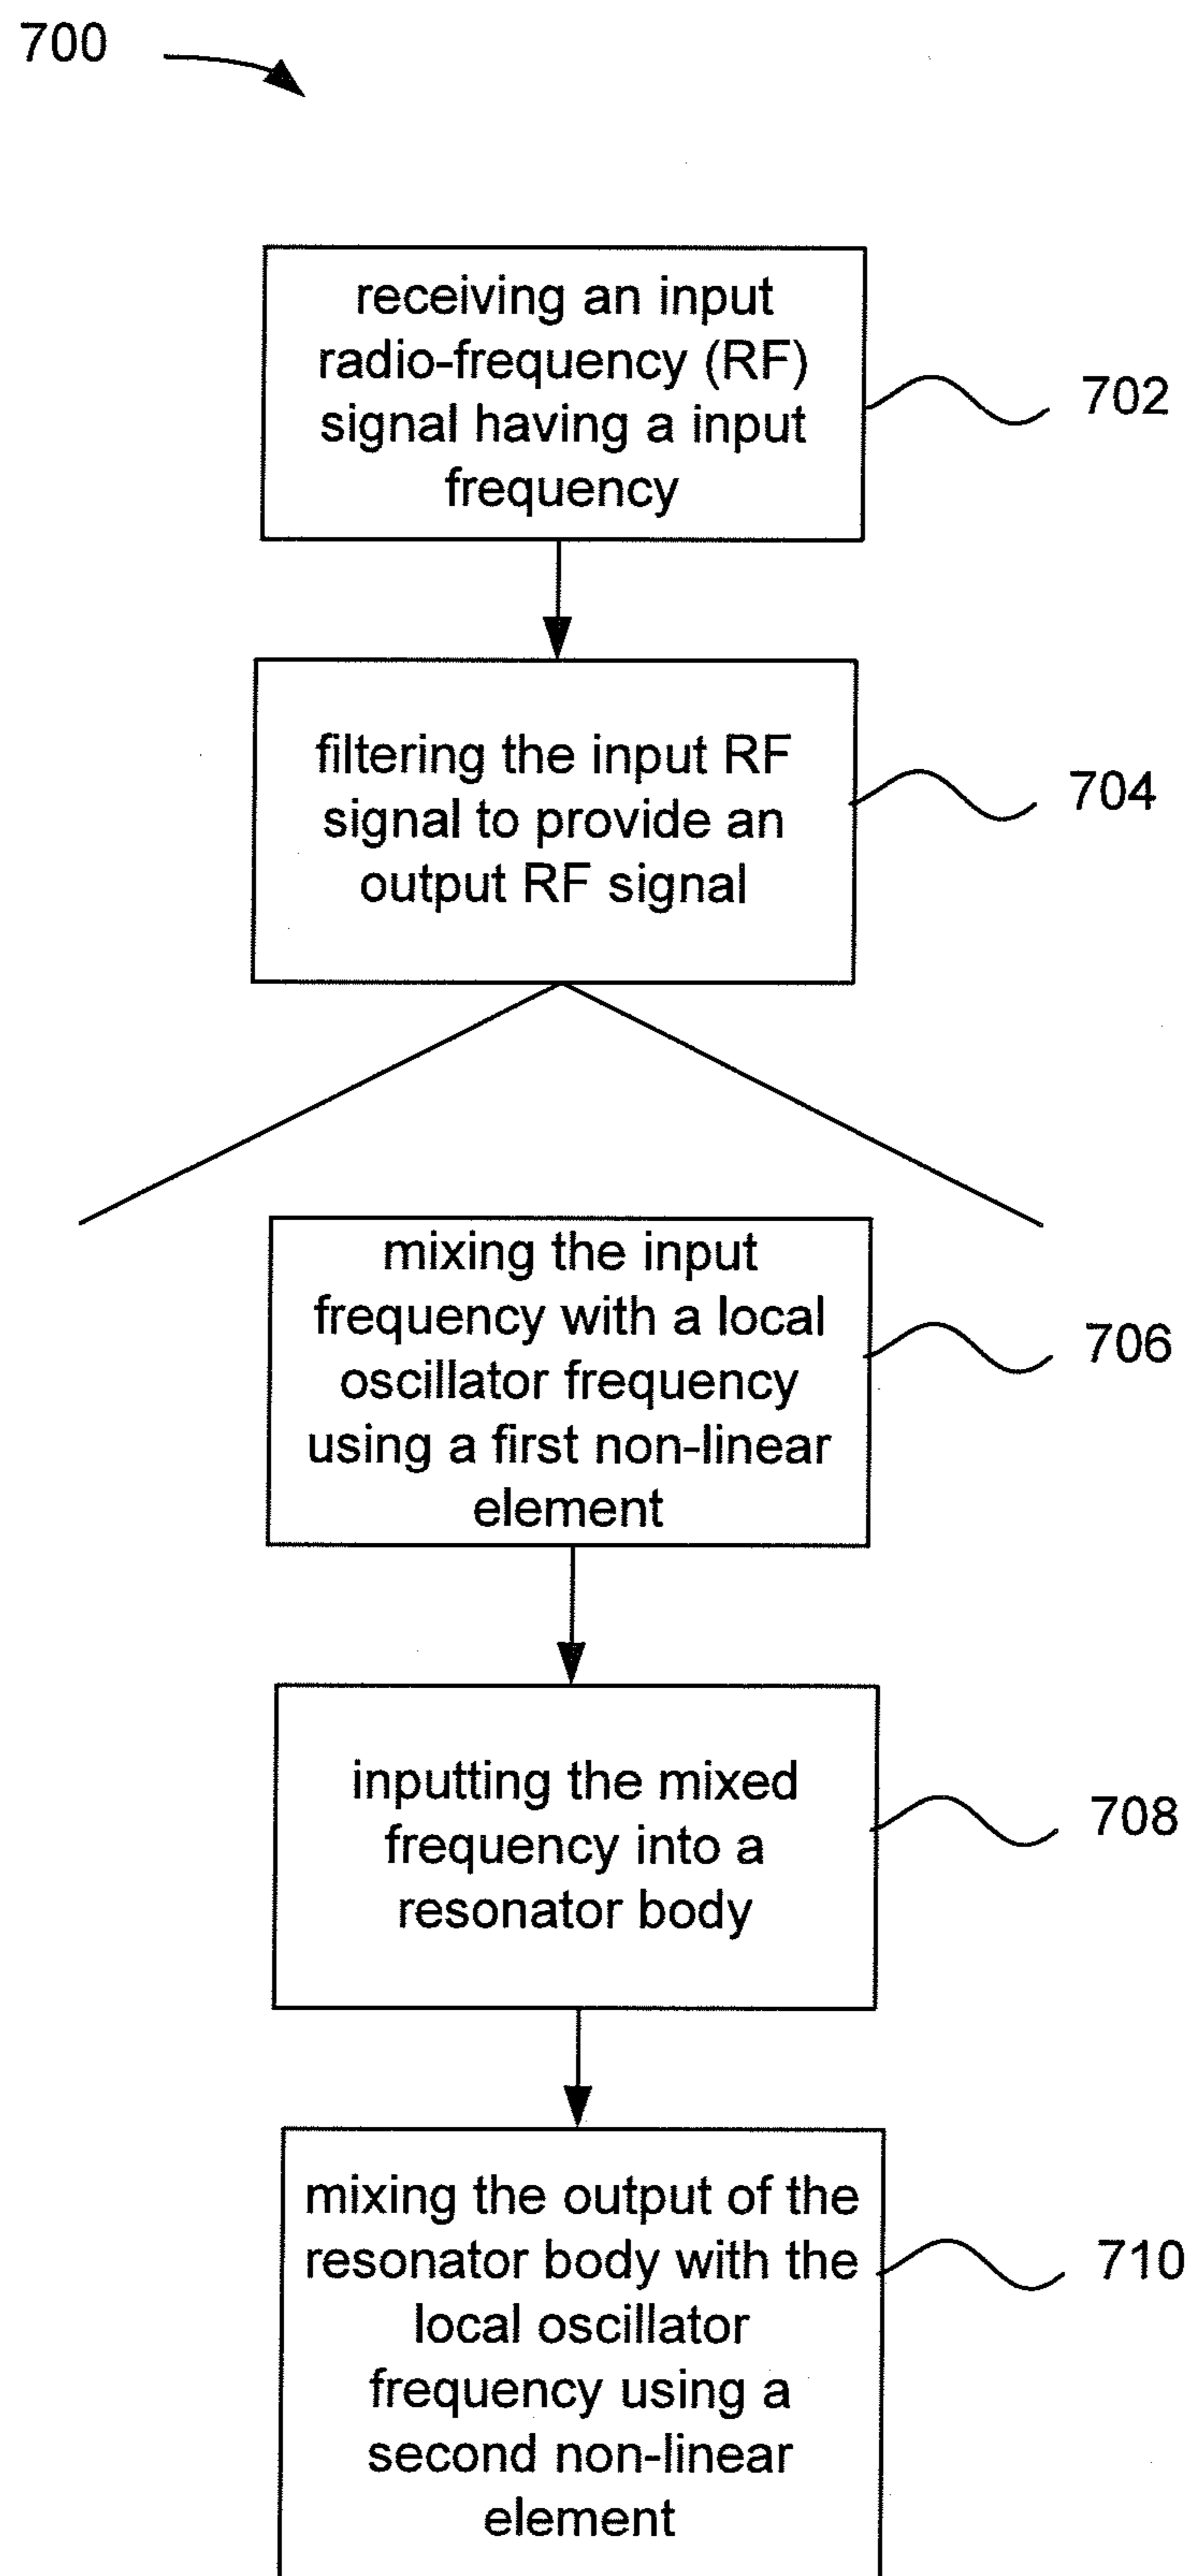 700
receiving an input
radio-frequency (RF)
signal having a input
frequency
702
filtering the input RF
signal to provide an
output RF signal
704
mixing the input
frequency with a local
oscillator frequency
using a first non-linear
element
706
inputting the mixed
frequency into a
resonator body
708
mixing the output of the
resonator body with the
local oscillator
frequency using a
second non-linear
element
710